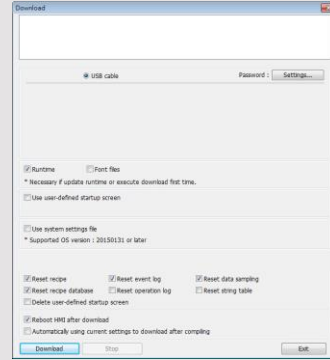 Download
USB cable
Password :
Settings...
Runtime
Font files
* Necessary if update runtime or execute download first time.
Use user-defined startup screen
Use system settings file
* Supported OS version : 20150131 or later
Reset recipe
Reset event log
Reset data sampling
Reset recipe database
Reset operation log
Reset string table
Delete user-defined startup screen
Reboot HMI after download
Automatically using current settings to download after compiling
Download
Stop
Exit